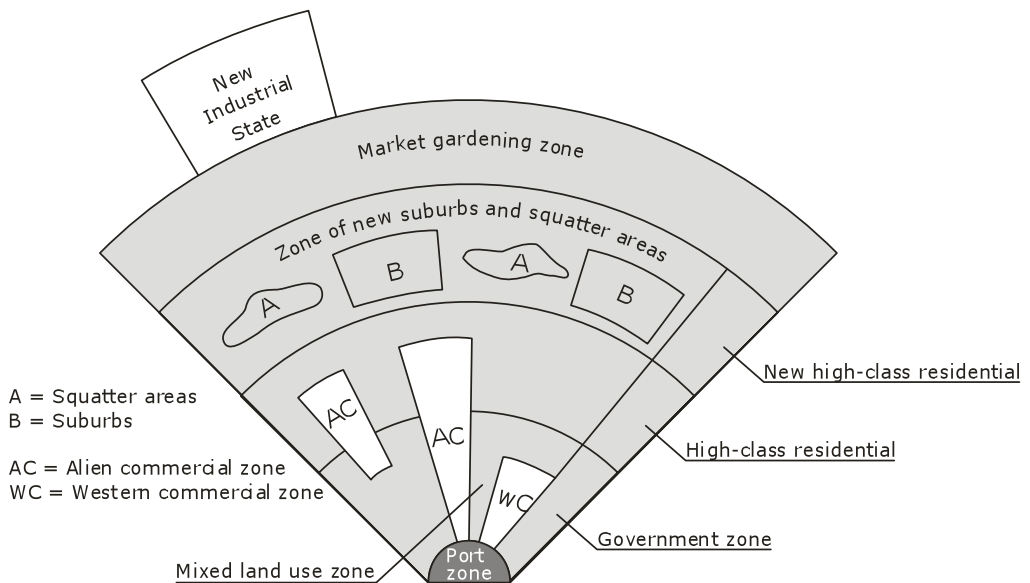 New
Industrial
State
Market gardening zone
Zone of new suburbs and squatter areas
A
B
A
B
New high-class residential
A = Squatter areas
B = Suburbs
AC
AC
High-class residential
AC = Alien commercial zone
WC = Western commercial zone
WC
Government zone
Port
zone
Mixed land use zone